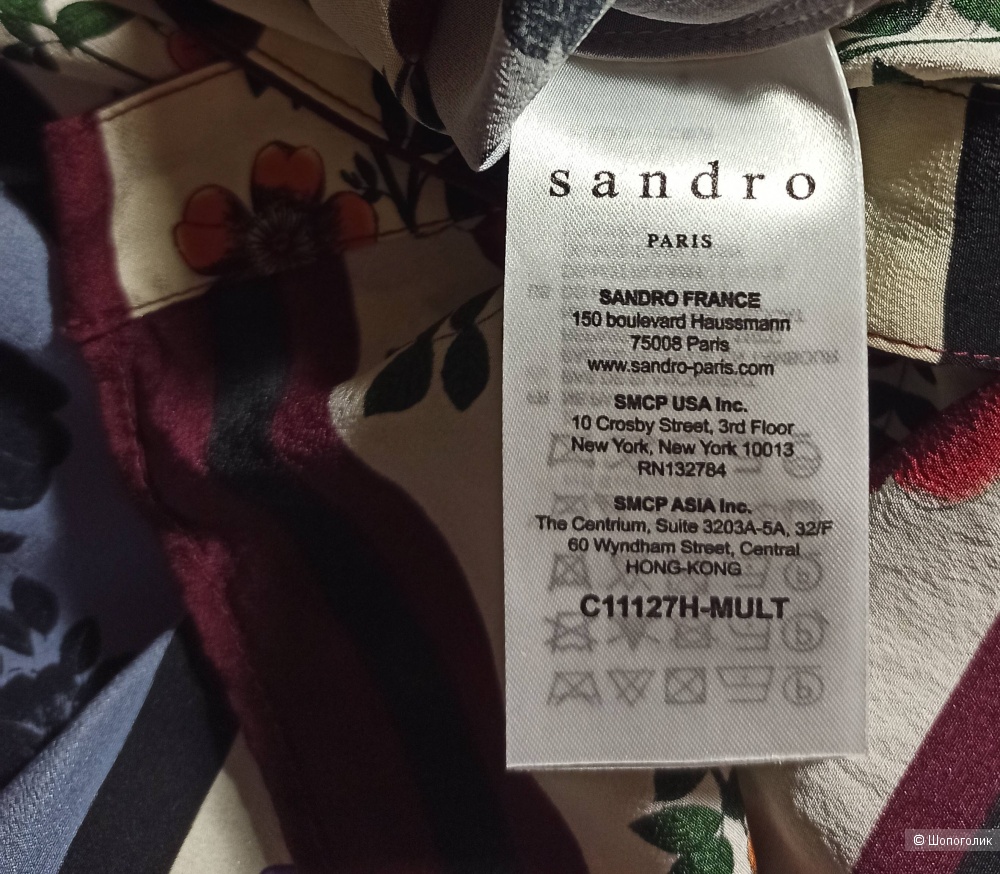 sandro
PARIS
SANDRO FRANCE
150 boulevard Haussmann
75008 Paris
www.sandro-paris.com
SMCP USA Inc.
10 Crosby Street, 3rd Floor
New York, New York 10013
RN132784
SMCP ASIA Inc.
The Centrium, Suite 3203A-5A, 32/F
60 Wyndham Street, Central
HONG-KONG
C11127H-MULT
© Шопоголик